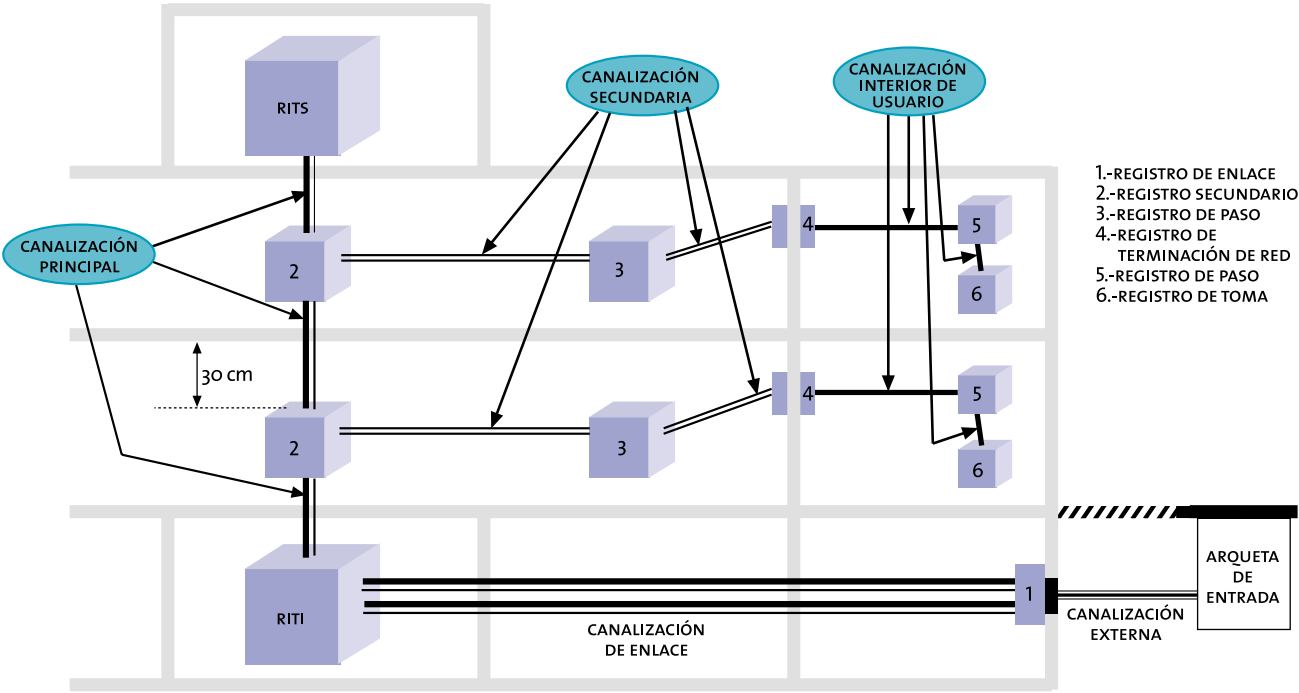 RITS
CANALIZACIÓN
SECUNDARIA
CANALIZACIÓN
INTERIOR DE
USUARIO
1.-REGISTRO DE ENLACE
2.-REGISTRO SECUNDARIO
3.-REGISTRO DE PASO
4.-REGISTRO DE
TERMINACIÓN DE RED
5.-REGISTRO DE PASO
6.-REGISTRO DE TOMA
CANALIZACIÓN
PRINCIPAL
2
3
4
5
6
30 cm
2
3
4
5
6
RITI
1
CANALIZACIÓN
DE ENLACE
CANALIZACIÓN
EXTERNA
ARQUETA
DE
ENTRADA